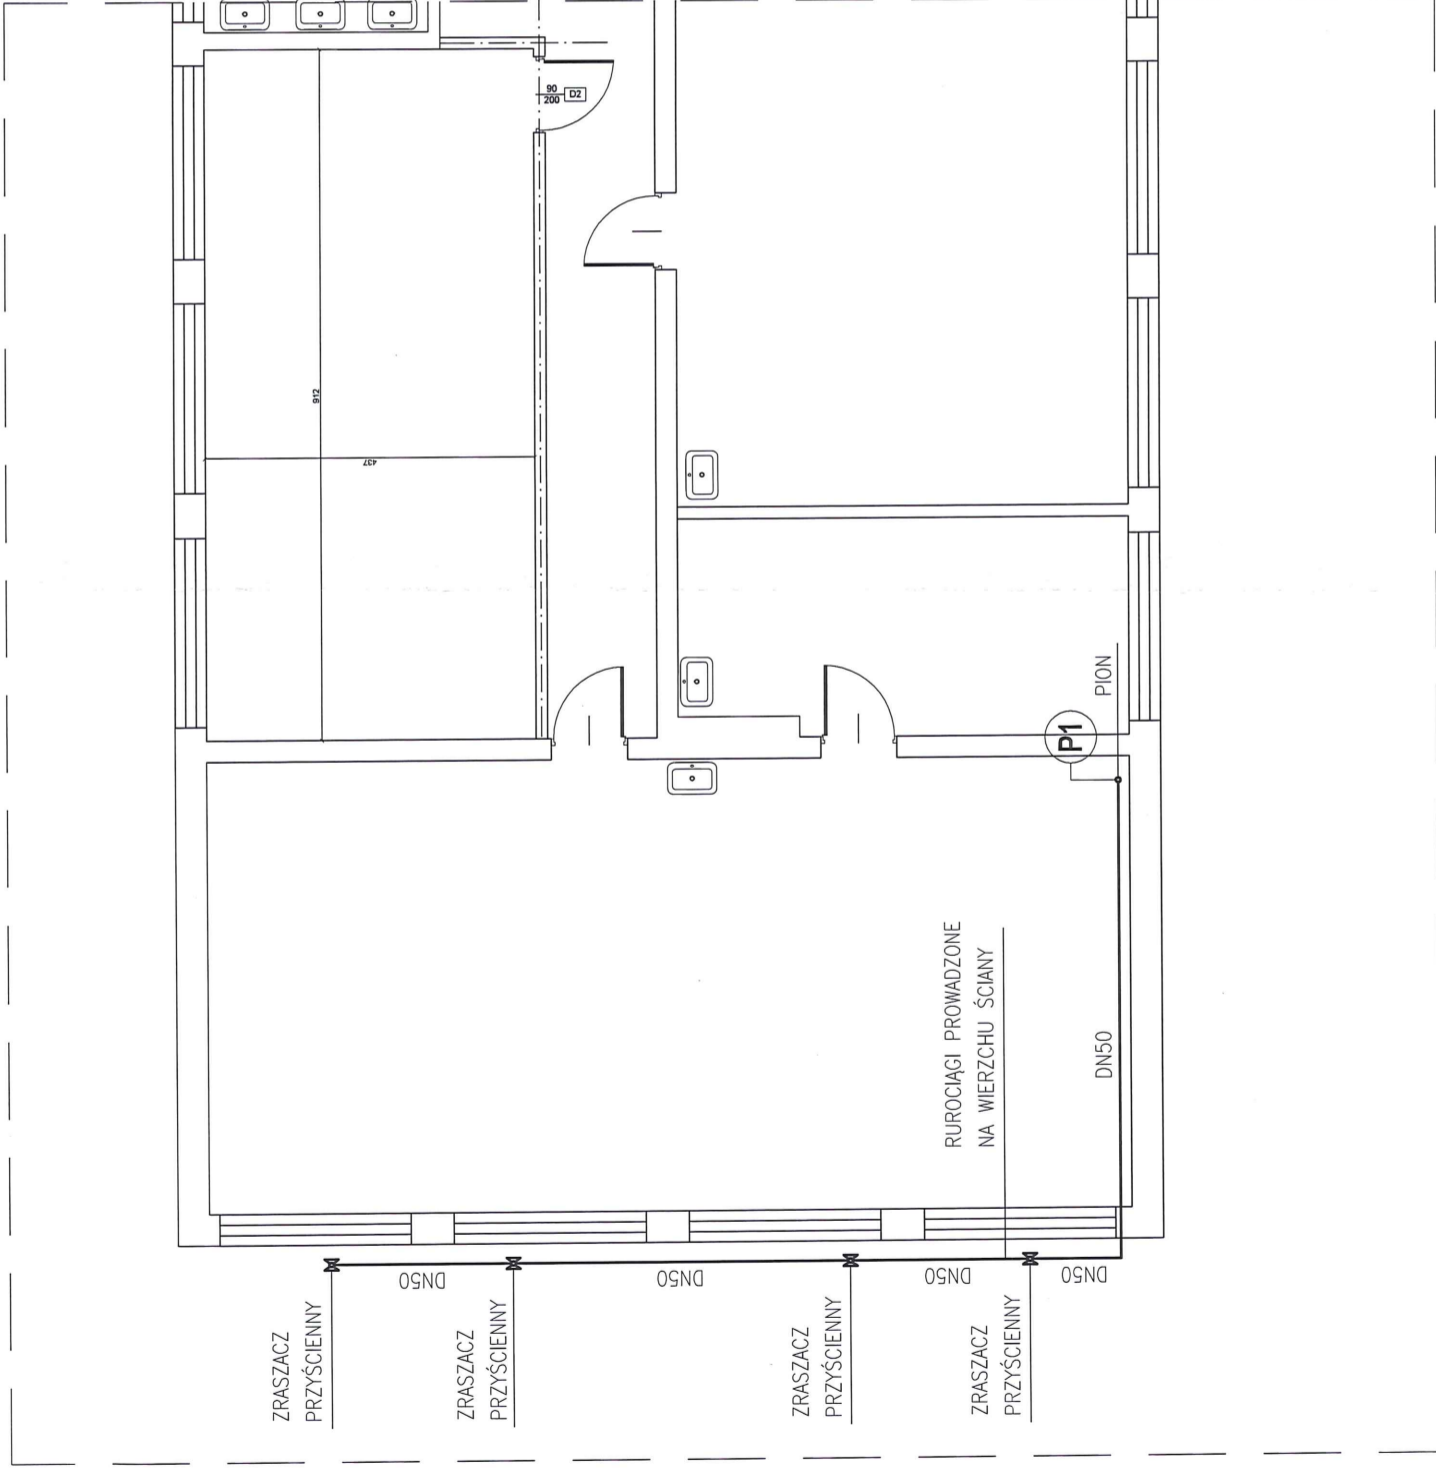 90
200
D2
912
437
PION
P1
RUROCIĄGI PROWADZONE
NA WIERZCHU ŚCIANY
DN50
DN50
DN50
DN50
DN50
ZRASZACZ
PRZYŚCIENNY
ZRASZACZ
PRZYŚCIENNY
ZRASZACZ
PRZYŚCIENNY
ZRASZACZ
PRZYŚCIENNY